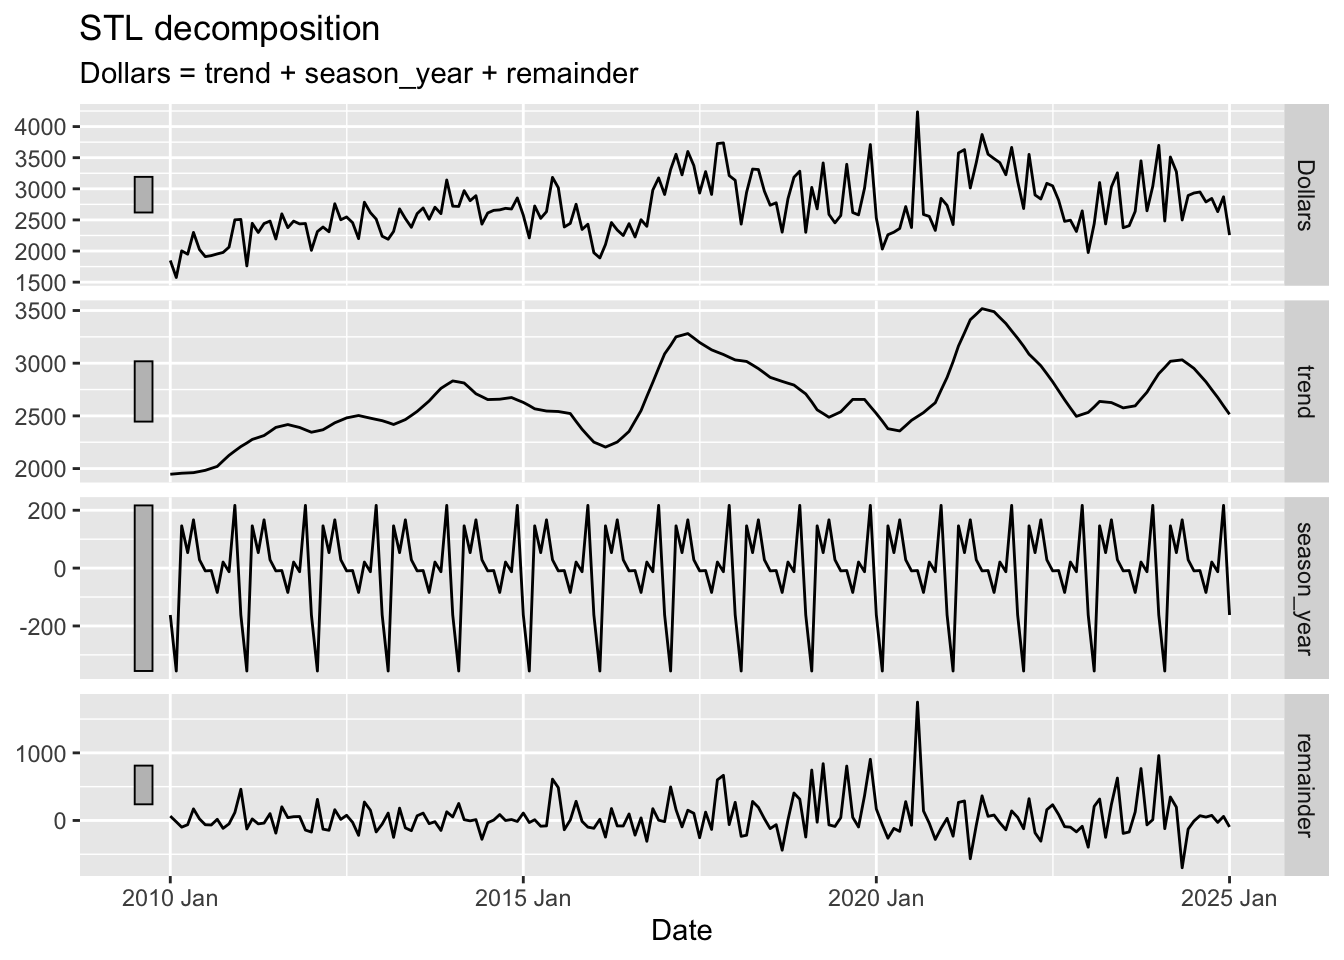 STL decomposition
Dollars = trend + season_year + remainder
4000
3500
3000
2500
2000
1500
Dollars
3500
3000
2500
2000
trend
200
0
-200
season_year
1000
0
remainder
2010 Jan 2015 Jan 2020 Jan 2025 Jan
Date